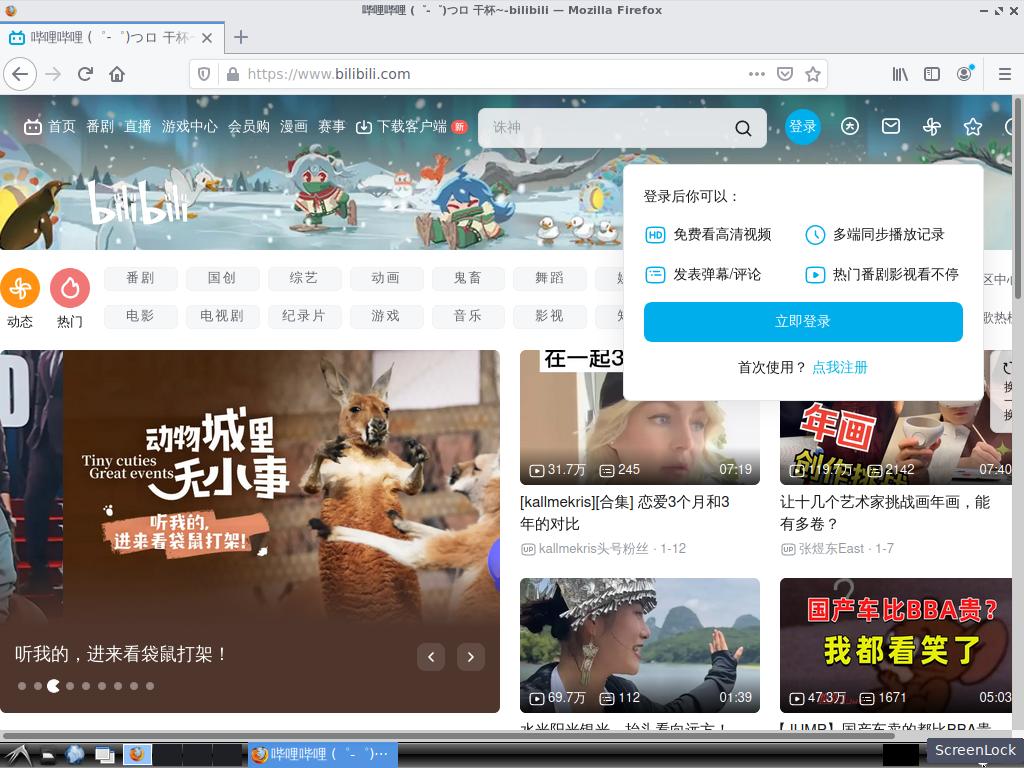 哔哩哔哩 (゜-゜)つロ 干杯~-bilibili — Mozilla Firefox
哔哩哔哩 (゜-゜)つロ 干杯~
https://www.bilibili.com
首页 番剧 直播 游戏中心 会员购 漫画 赛事 下载客户端 新
诛神
登录
bilibili
登录后你可以：
HD 免费看高清视频
多端同步播放记录
发表弹幕/评论
热门番剧影视看不停
立即登录
首次使用？ 点我注册
动态
热门
番剧 国创 综艺 动画 鬼畜 舞蹈
电影 电视剧 纪录片 游戏 音乐 影视
区中心
歌热榜
动物城里
Tiny cuties
Great events
无小事
听我的，
进来看袋鼠打架！
听我的，进来看袋鼠打架！
在一起3
31.7万 245 07:19
[kallmekris][合集] 恋爱3个月和3
年的对比
UP kallmekris头号粉丝 · 1-12
年画
创作挑战
119.7万 2142 07:40
让十几个艺术家挑战画年画，能
有多卷？
UP 张煜东East · 1-7
换
69.7万 112 01:39
水光阳光银光，抬头看向远方！
国产车比BBA贵？
我都看笑了
47.3万 1671 05:03
【JUMP】国产车卖的都比BBA贵
哔哩哔哩 (゜-゜)···
ScreenLock